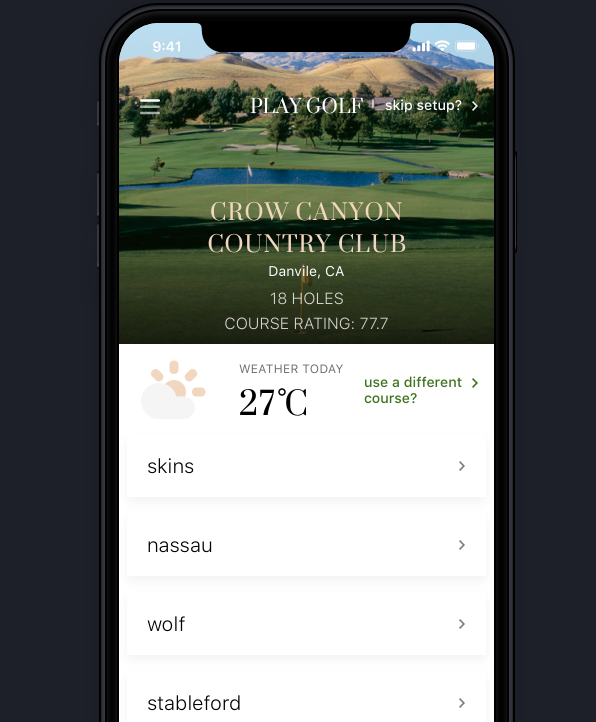 9:41
PLAY GOLF
skip setup?
CROW CANYON
COUNTRY CLUB
Danvile, CA
18 HOLES
COURSE RATING: 77.7
WEATHER TODAY
27°C
use a different
course?
skins
nassau
wolf
stableford